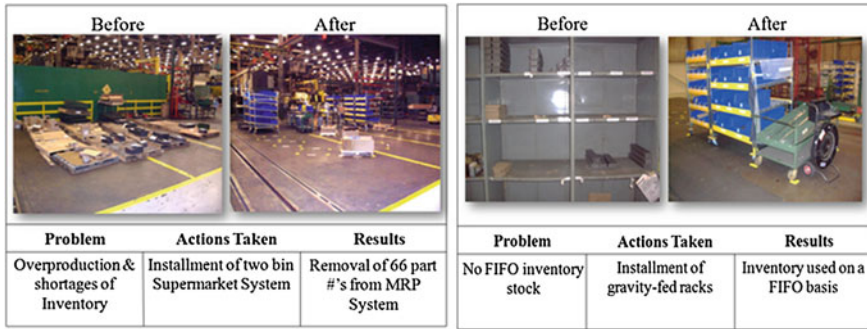 Before After
Problem Actions Taken Results
Overproduction & Installment of two bin Removal of 66 part
shortages of Supermarket System #'s from MRP
Inventory System
Before After
Problem Actions Taken Results
No FIFO inventory Installment of Inventory used on a
stock gravity-fed racks FIFO basis